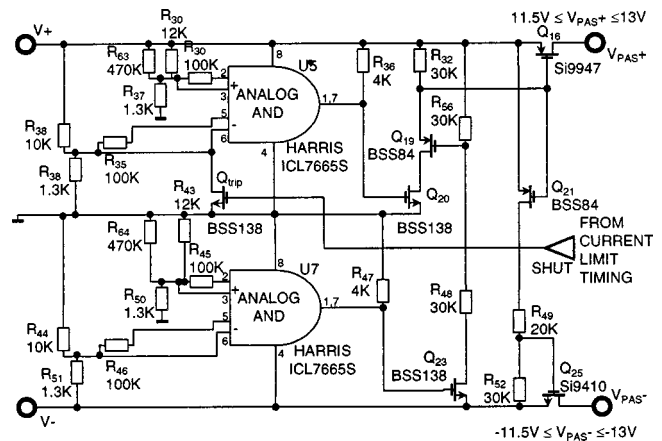 V+
R30
12K
R63
470K
R30
100K
R37
1.3K
R38
10K
R38
1.3K
R35
100K
8
2
+
3
5
-
6
4
1,7
U5
ANALOG
AND
HARRIS
ICL7665S
R36
4K
R32
30K
R56
30K
11.5V ≤ VPAS+ ≤13V
Q16
VPAS+
Si9947
Q19
BSS84
Q20
BSS138
Q21
BSS84
Qtrip
BSS138
FROM
CURRENT
LIMIT
TIMING
SHUT
R43
12K
R64
470K
R45
100K
R50
1.3K
R44
10K
R51
1.3K
R46
100K
8
2
+
3
5
-
6
4
1,7
U7
ANALOG
AND
HARRIS
ICL7665S
R47
4K
R48
30K
R49
20K
Q23
BSS138
R52
30K
Q25
Si9410
VPAS-
V-
-11.5V ≤ VPAS- ≤-13V